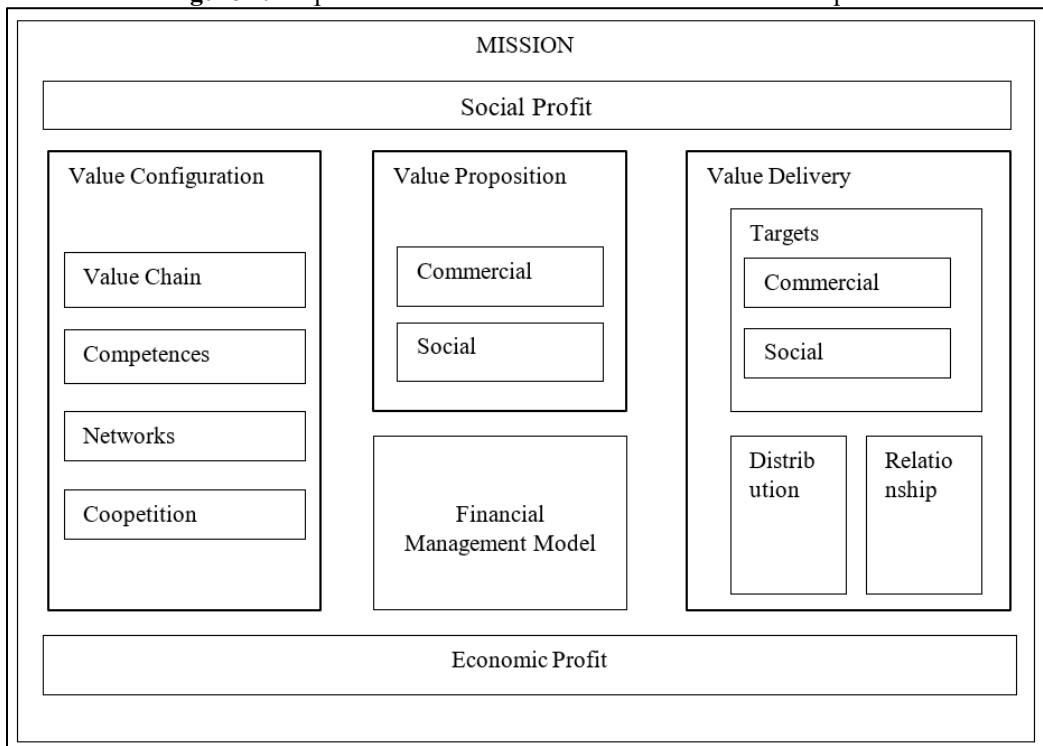 MISSION
Social Profit
Value Configuration
Value Chain
Competences
Networks
Coopetition
Value Proposition
Commercial
Social
Financial
Management Model
Value Delivery
Targets
Commercial
Social
Distrib
ution
Relatio
nship
Economic Profit